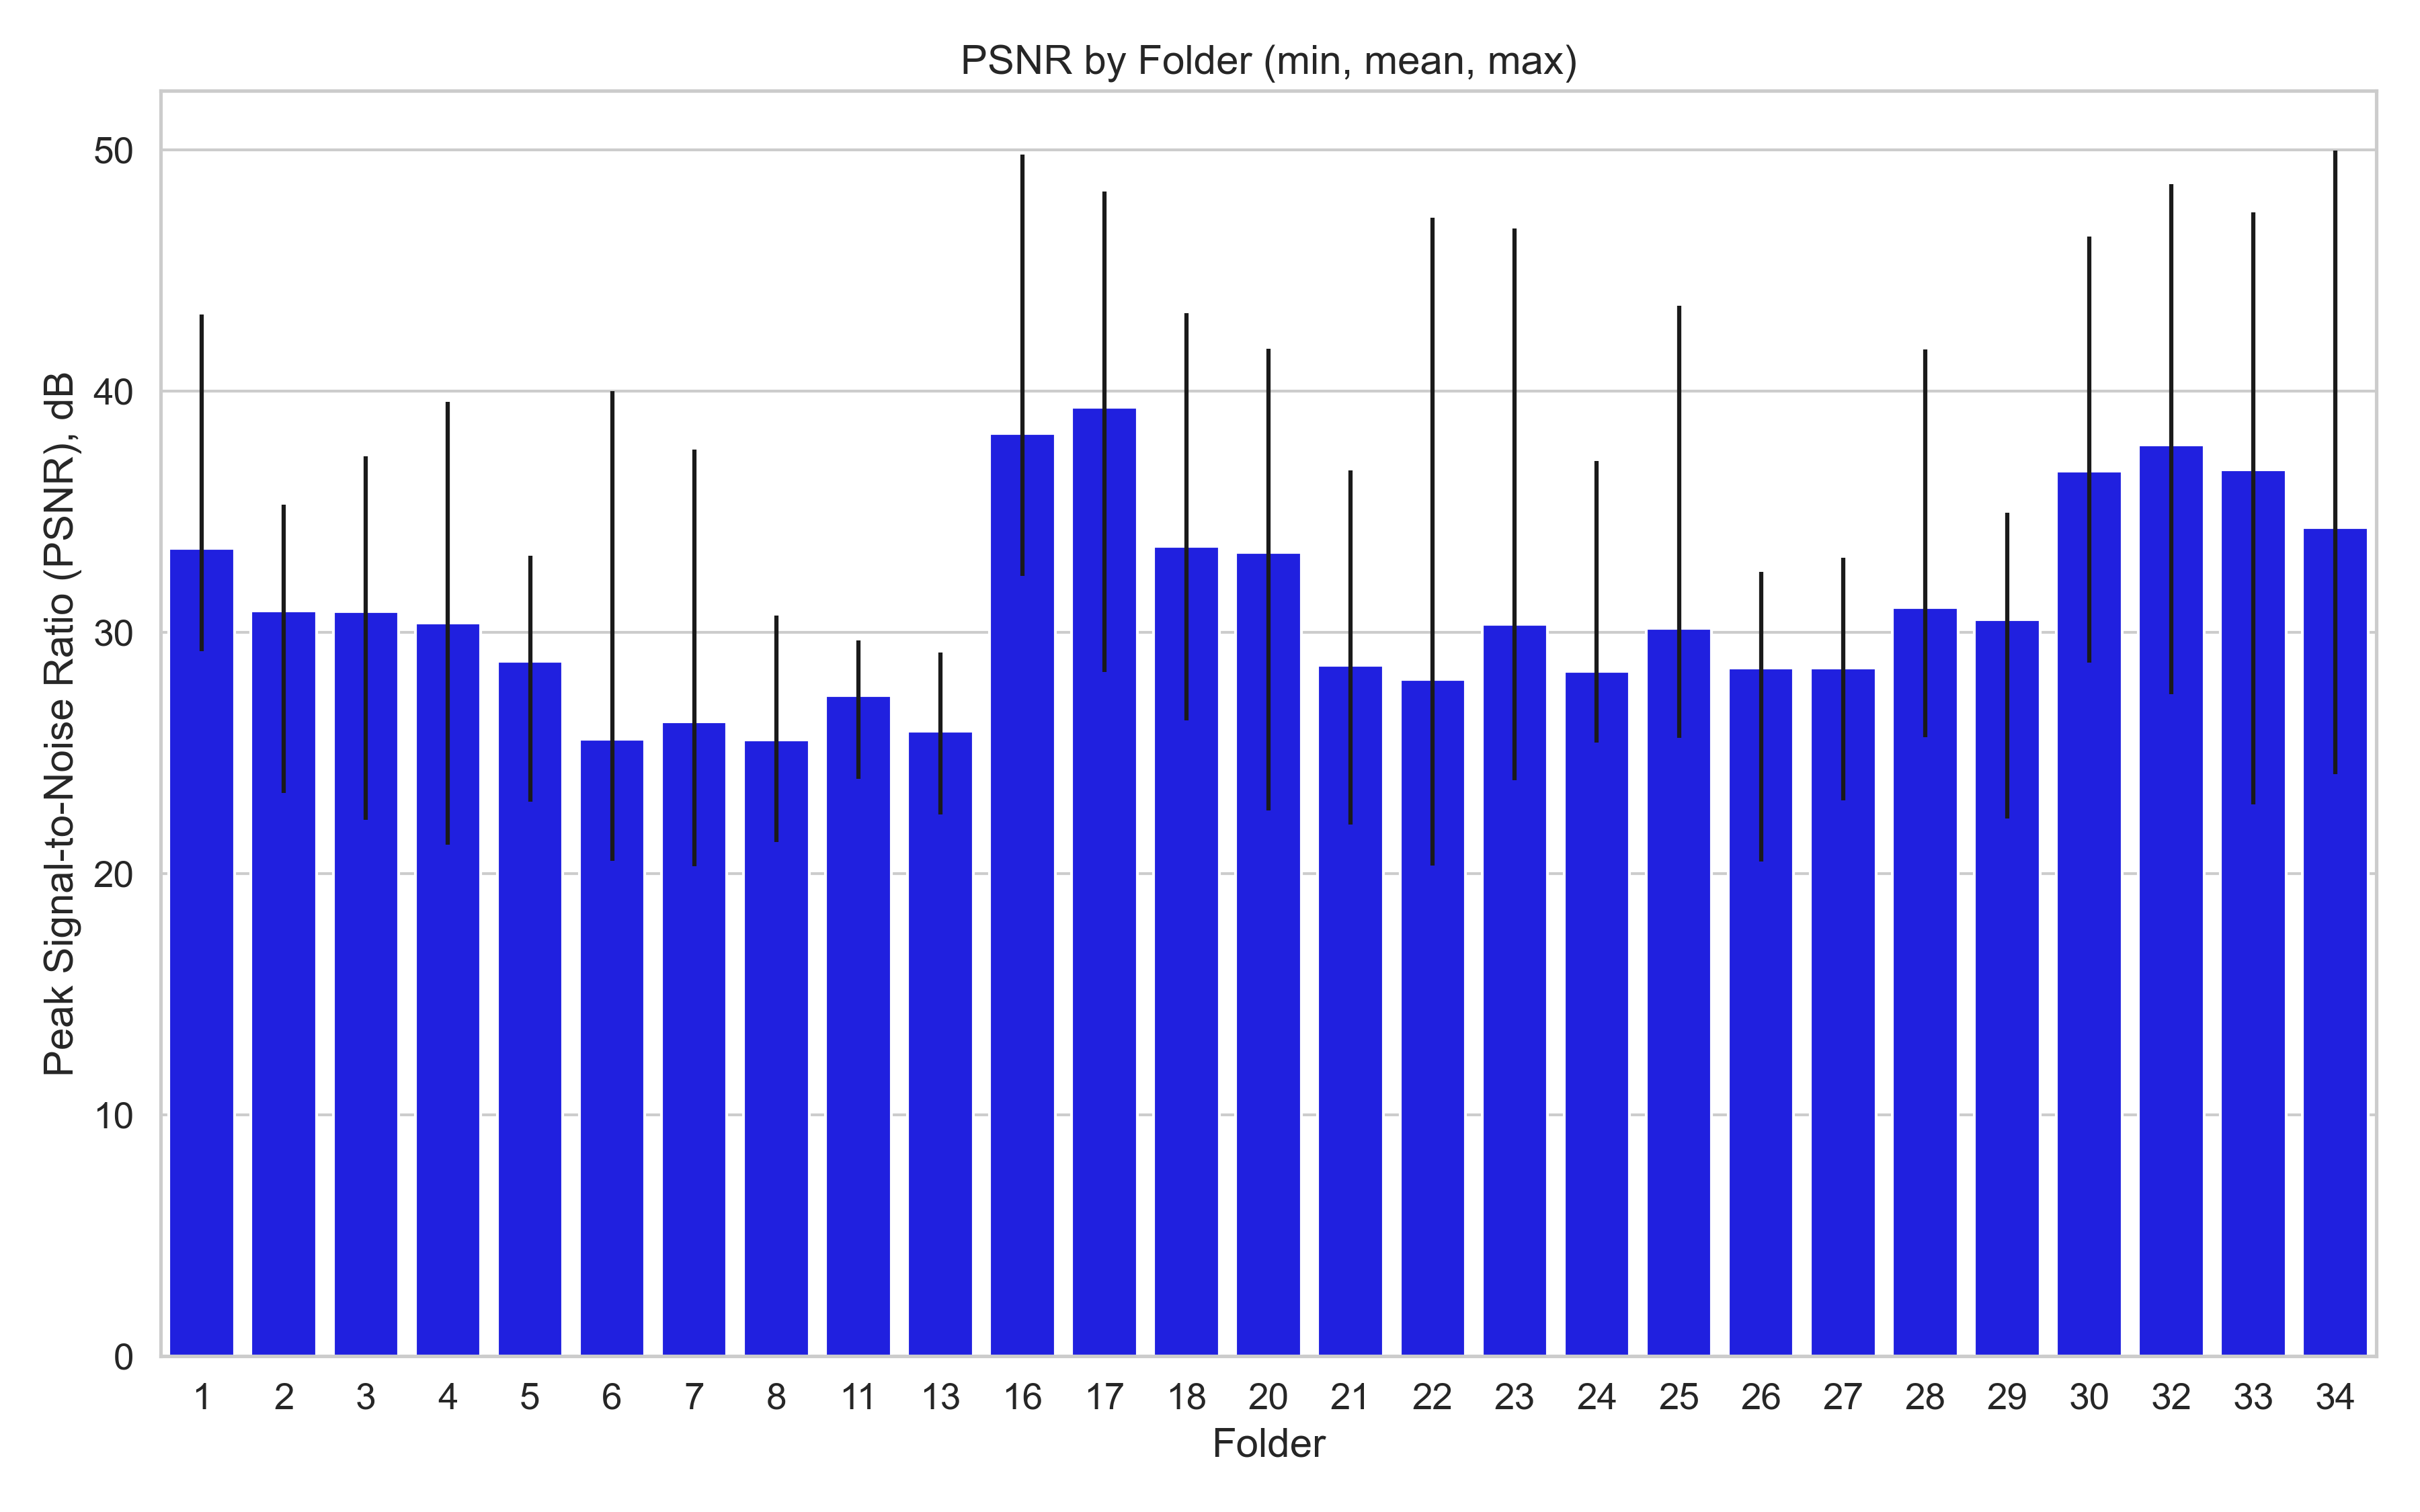 PSNR by Folder (min, mean, max)
Peak Signal-to-Noise Ratio (PSNR), dB
50
40
30
20
10
0
1 2 3 4 5 6 7 8 11 13 16 17 18 20 21 22 23 24 25 26 27 28 29 30 32 33 34
Folder